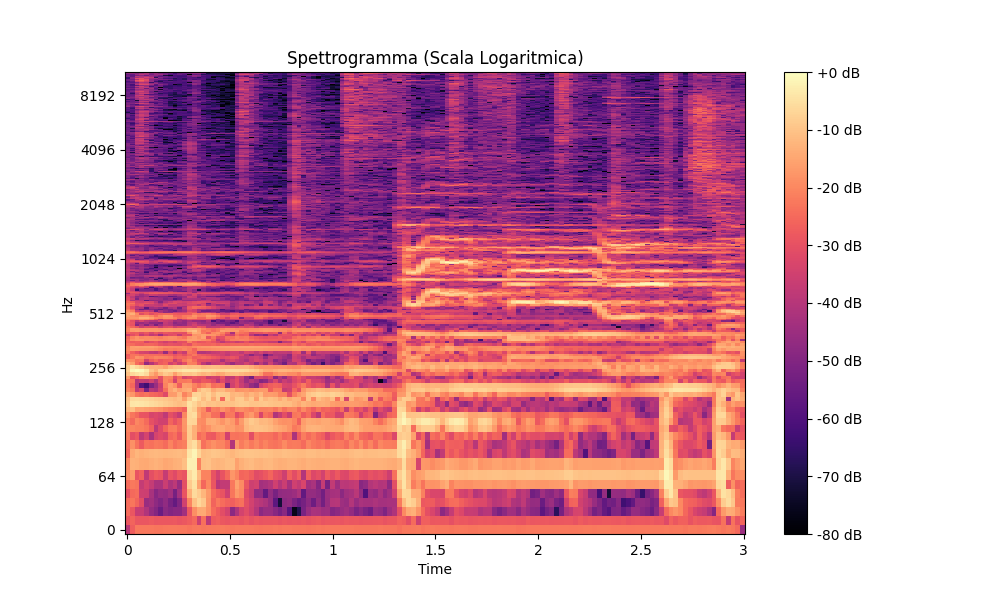 Spettrogramma (Scala Logaritmica)
Hz
8192
4096
2048
1024
512
256
128
64
0
0
0.5
1
1.5
2
2.5
3
Time
+0 dB
-10 dB
-20 dB
-30 dB
-40 dB
-50 dB
-60 dB
-70 dB
-80 dB